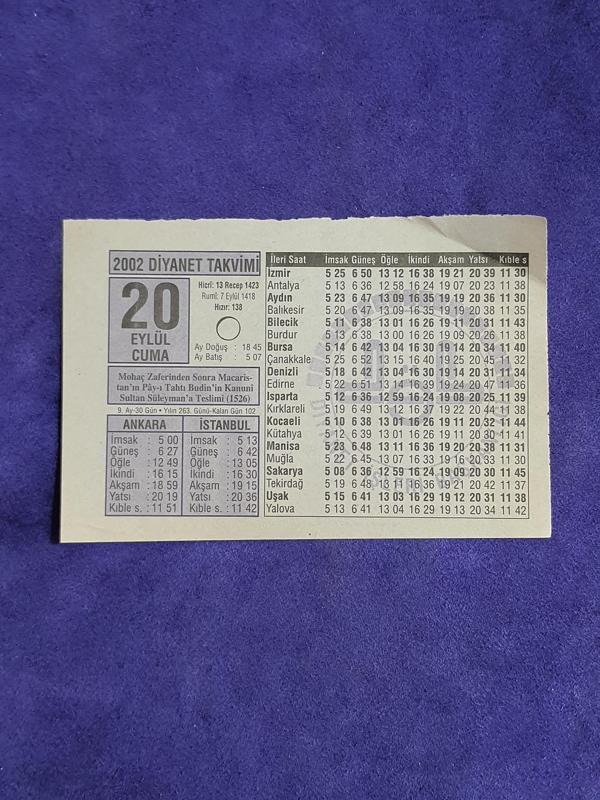 2002 DİYANET TAKVİMİ
20
EYLÜL
CUMA
Hicrî: 13 Recep 1423
Rumî: 7 Eylül 1418
Hızır: 138
Ay Doğuş : 18 45
Ay Batış : 5 07
Mohaç Zaferinden Sonra Macaris-
tan'ın Pây-ı Tahtı Budin'in Kanuni
Sultan Süleyman'a Teslimi (1526)
9. Ay-30 Gün • Yılın 263. Günü-Kalan Gün 102
ANKARA
İmsak : 5 00
Güneş : 6 27
Öğle : 12 49
İkindi : 16 15
Akşam : 18 59
Yatsı : 20 19
Kıble s. : 11 51
İSTANBUL
İmsak : 5 13
Güneş : 6 42
Öğle : 13 05
İkindi : 16 30
Akşam : 19 15
Yatsı : 20 36
Kıble s. : 11 42
İleri Saat İmsak Güneş Öğle İkindi Akşam Yatsı Kıble s
İzmir 5 25 6 50 13 12 16 38 19 21 20 39 11 30
Antalya 5 13 6 36 12 58 16 24 19 07 20 23 11 38
Aydın 5 23 6 47 13 09 16 35 19 19 20 36 11 30
Balıkesir 5 20 6 47 13 09 16 35 19 20 20 38 11 35
Bilecik 5 11 6 38 13 01 16 26 19 11 20 31 11 43
Burdur 5 13 6 38 13 00 16 26 19 09 20 26 11 38
Bursa 5 14 6 42 13 04 16 30 19 14 20 34 11 40
Çanakkale 5 25 6 52 13 15 16 40 19 25 20 45 11 32
Denizli 5 18 6 42 13 04 16 30 19 14 20 31 11 34
Edirne 5 22 6 51 13 14 16 39 19 24 20 47 11 36
Isparta 5 12 6 36 12 59 16 24 19 08 20 25 11 39
Kırklareli 5 19 6 49 13 12 16 37 19 22 20 44 11 38
Kocaeli 5 10 6 38 13 01 16 26 19 11 20 32 11 44
Kütahya 5 12 6 39 13 01 16 26 19 11 20 30 11 41
Manisa 5 23 6 48 13 11 16 36 19 20 20 38 11 31
Muğla 5 22 6 45 13 07 16 33 19 16 20 33 11 30
Sakarya 5 08 6 36 12 59 16 24 19 09 20 30 11 45
Tekirdağ 5 19 6 48 13 11 16 36 19 21 20 42 11 37
Uşak 5 15 6 41 13 03 16 29 19 12 20 31 11 38
Yalova 5 13 6 41 13 04 16 29 19 13 20 34 11 42